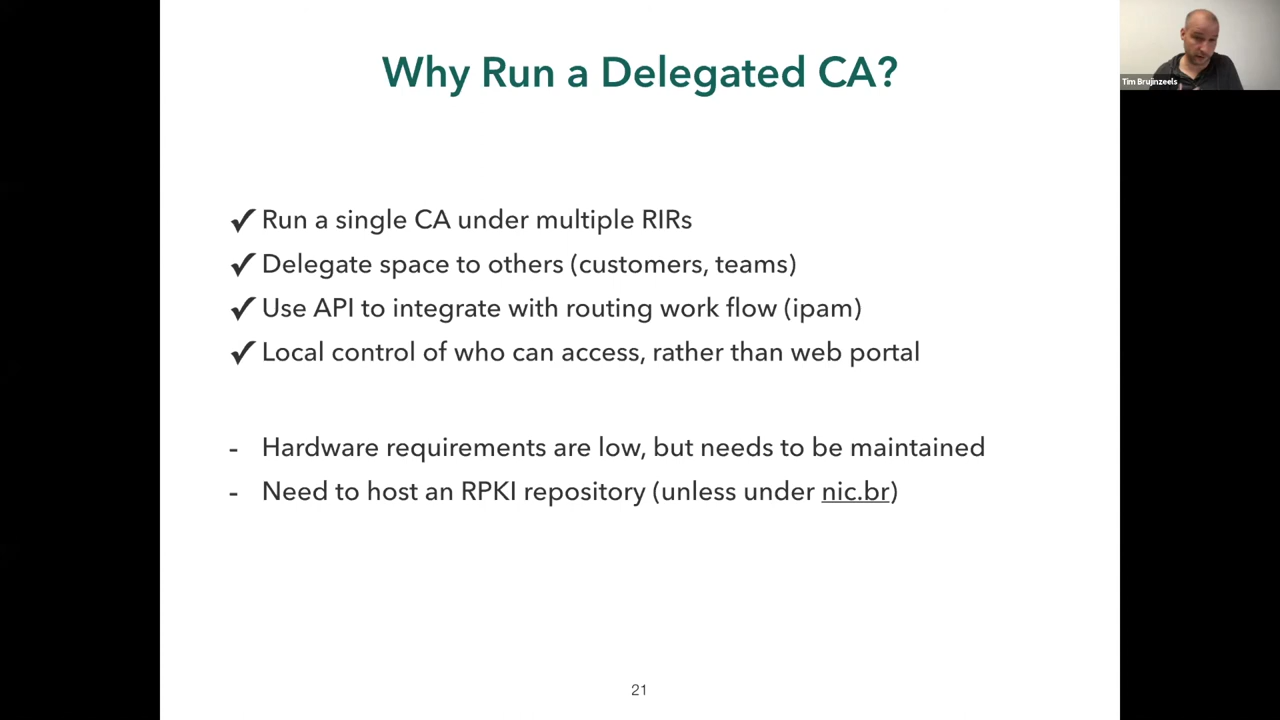 Why Run a Delegated CA?
Tim Bruijnzeels
✓ Run a single CA under multiple RIRs
✓ Delegate space to others (customers, teams)
✓ Use API to integrate with routing work flow (ipam)
✓ Local control of who can access, rather than web portal
- Hardware requirements are low, but needs to be maintained
- Need to host an RPKI repository (unless under nic.br)
21